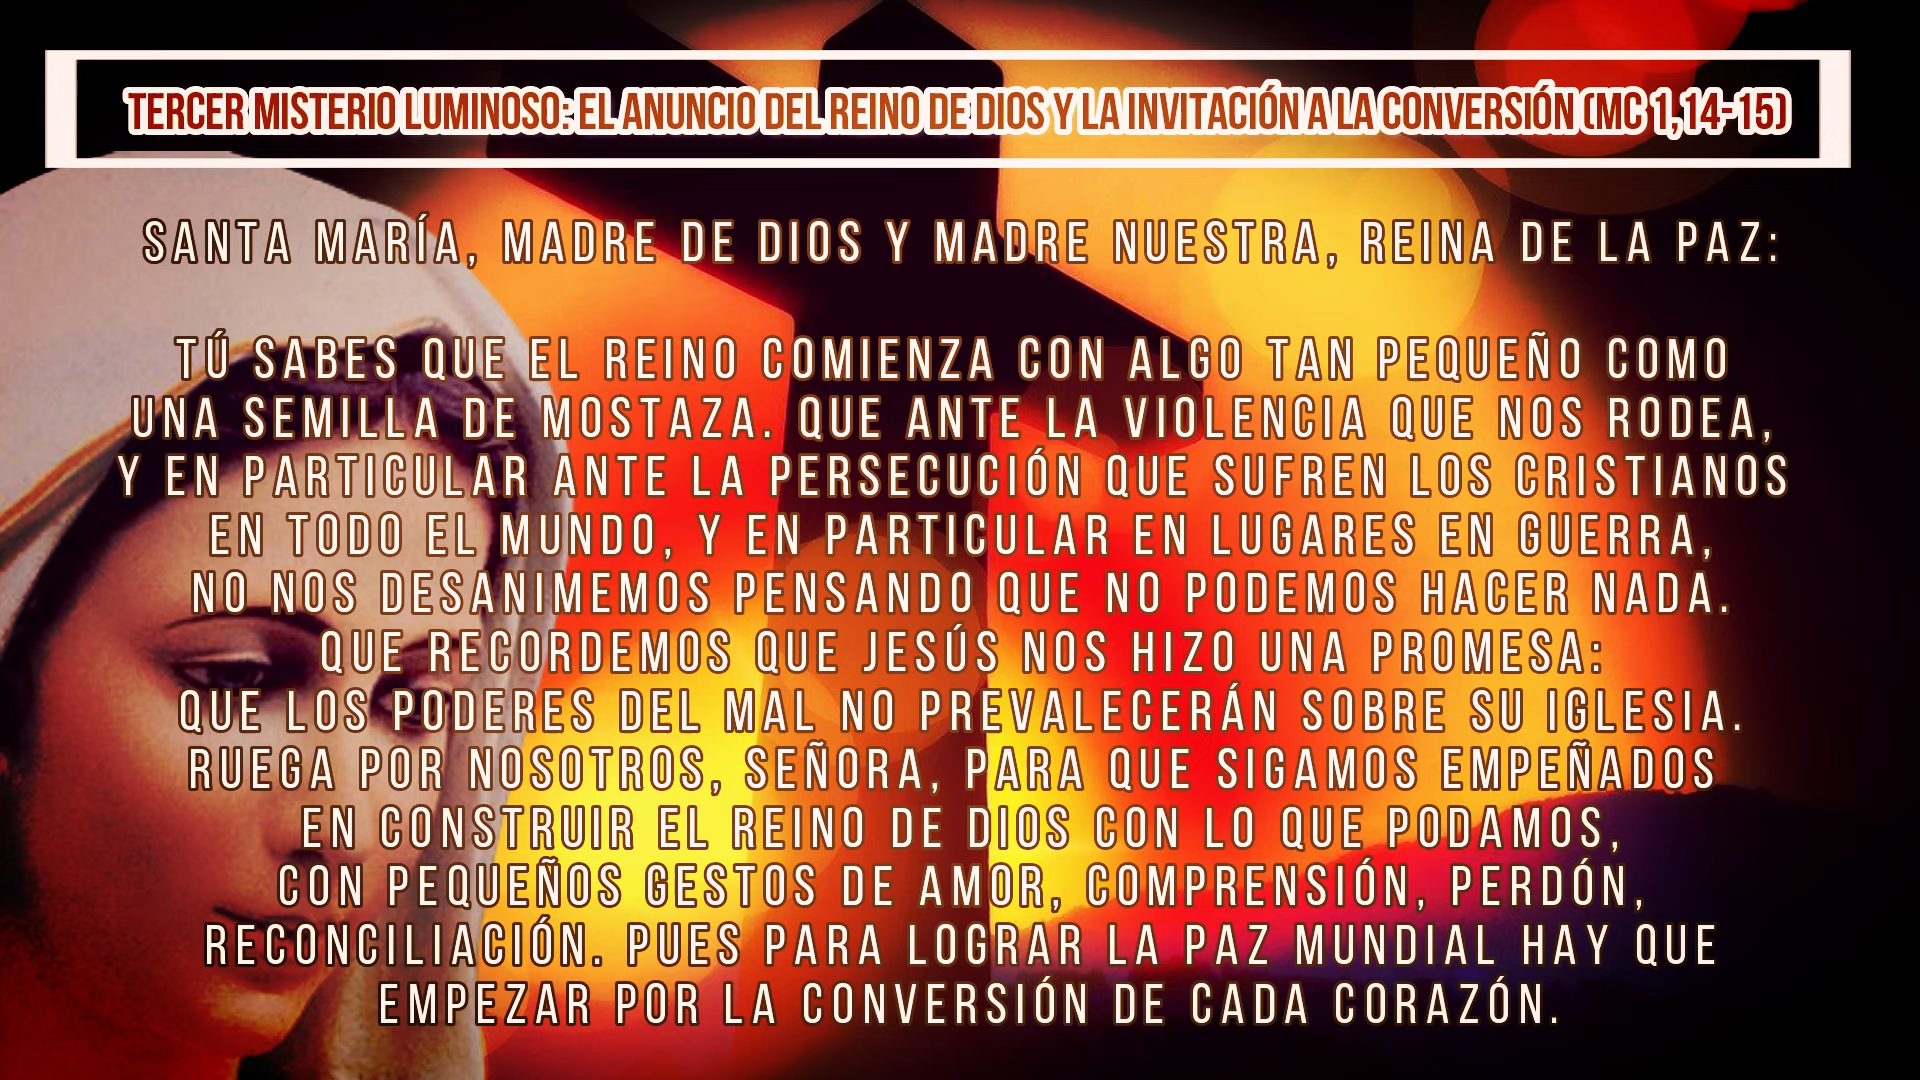 TERCER MISTERIO LUMINOSO: EL ANUNCIO DEL REINO DE DIOS Y LA INVITACIÓN A LA CONVERSIÓN (MC 1,14-15)
SANTA MARÍA, MADRE DE DIOS Y MADRE NUESTRA, REINA DE LA PAZ:
TÚ SABES QUE EL REINO COMIENZA CON ALGO TAN PEQUEÑO COMO
UNA SEMILLA DE MOSTAZA. QUE ANTE LA VIOLENCIA QUE NOS RODEA,
Y EN PARTICULAR ANTE LA PERSECUCIÓN QUE SUFREN LOS CRISTIANOS
EN TODO EL MUNDO, Y EN PARTICULAR EN LUGARES EN GUERRA,
NO NOS DESANIMEMOS PENSANDO QUE NO PODEMOS HACER NADA.
QUE RECORDEMOS QUE JESÚS NOS HIZO UNA PROMESA:
QUE LOS PODERES DEL MAL NO PREVALECERÁN SOBRE SU IGLESIA.
RUEGA POR NOSOTROS, SEÑORA, PARA QUE SIGAMOS EMPEÑADOS
EN CONSTRUIR EL REINO DE DIOS CON LO QUE PODAMOS,
CON PEQUEÑOS GESTOS DE AMOR, COMPRENSIÓN, PERDÓN,
RECONCILIACIÓN. PUES PARA LOGRAR LA PAZ MUNDIAL HAY QUE
EMPEZAR POR LA CONVERSIÓN DE CADA CORAZÓN.